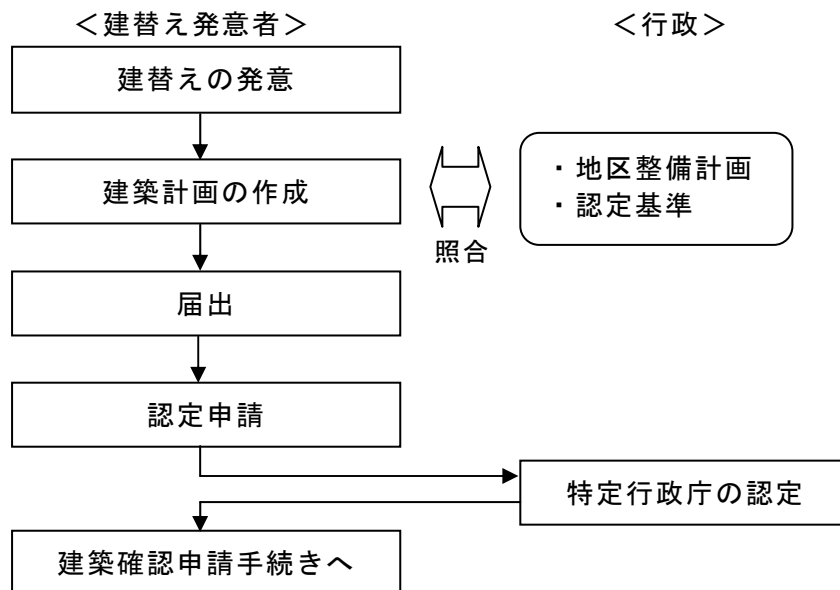 ＜建替え発意者＞
＜行政＞
建替えの発意
建築計画の作成
・地区整備計画
・認定基準
照合
届出
認定申請
特定行政庁の認定
建築確認申請手続きへ